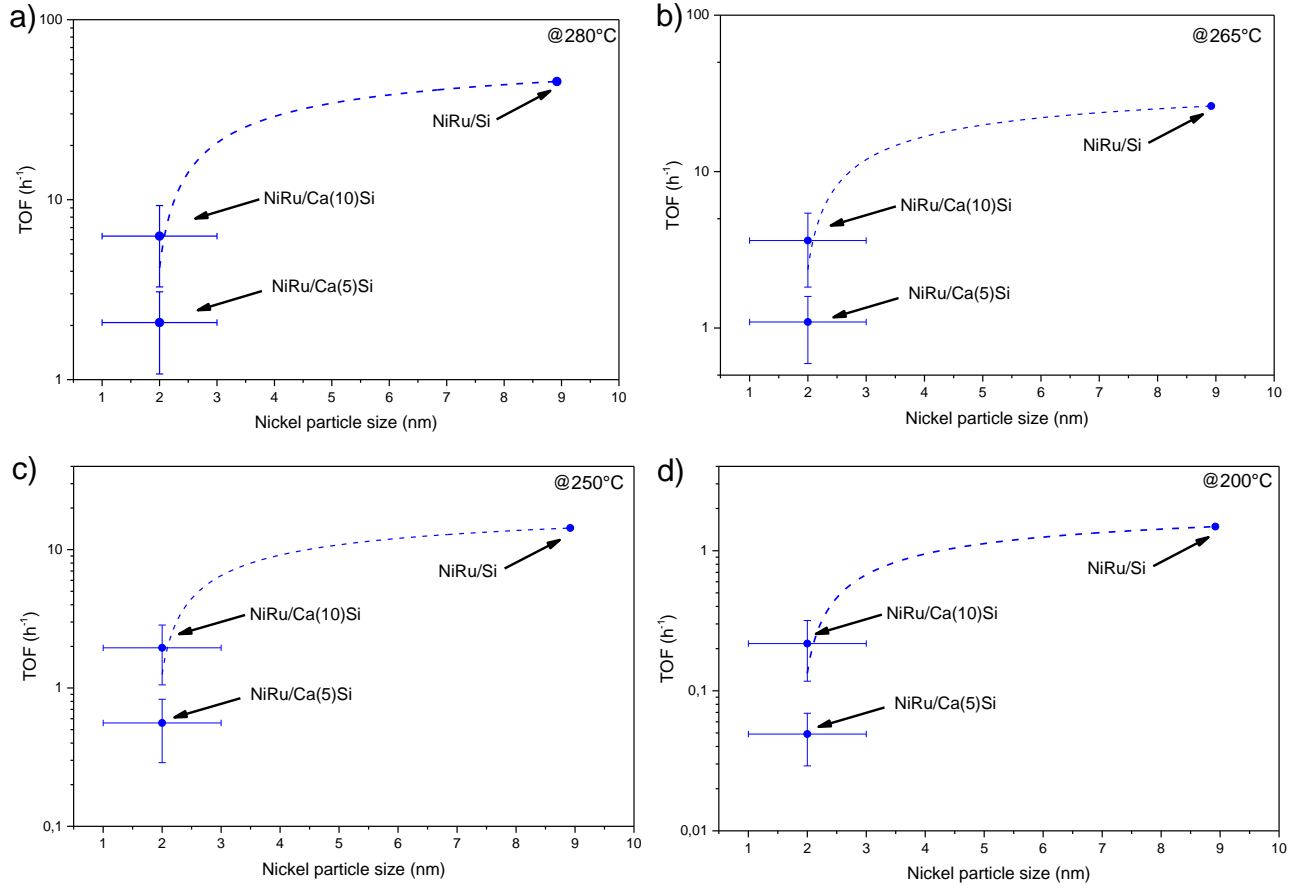 a)
@280°C
100
10
1
TOF (h⁻¹)
NiRu/Si
NiRu/Ca(10)Si
NiRu/Ca(5)Si
1 2 3 4 5 6 7 8 9 10
Nickel particle size (nm)
b)
@265°C
100
10
1
TOF (h⁻¹)
NiRu/Si
NiRu/Ca(10)Si
NiRu/Ca(5)Si
1 2 3 4 5 6 7 8 9 10
Nickel particle size (nm)
c)
@250°C
10
1
0,1
TOF (h⁻¹)
NiRu/Si
NiRu/Ca(10)Si
NiRu/Ca(5)Si
1 2 3 4 5 6 7 8 9 10
Nickel particle size (nm)
d)
@200°C
1
0,1
0,01
TOF (h⁻¹)
NiRu/Si
NiRu/Ca(10)Si
NiRu/Ca(5)Si
1 2 3 4 5 6 7 8 9 10
Nickel particle size (nm)